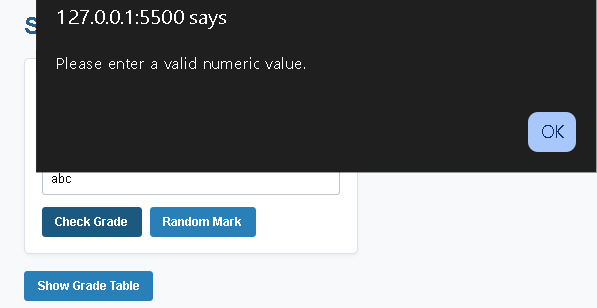 127.0.0.1:5500 says
Please enter a valid numeric value.
OK
abc
Check Grade
Random Mark
Show Grade Table